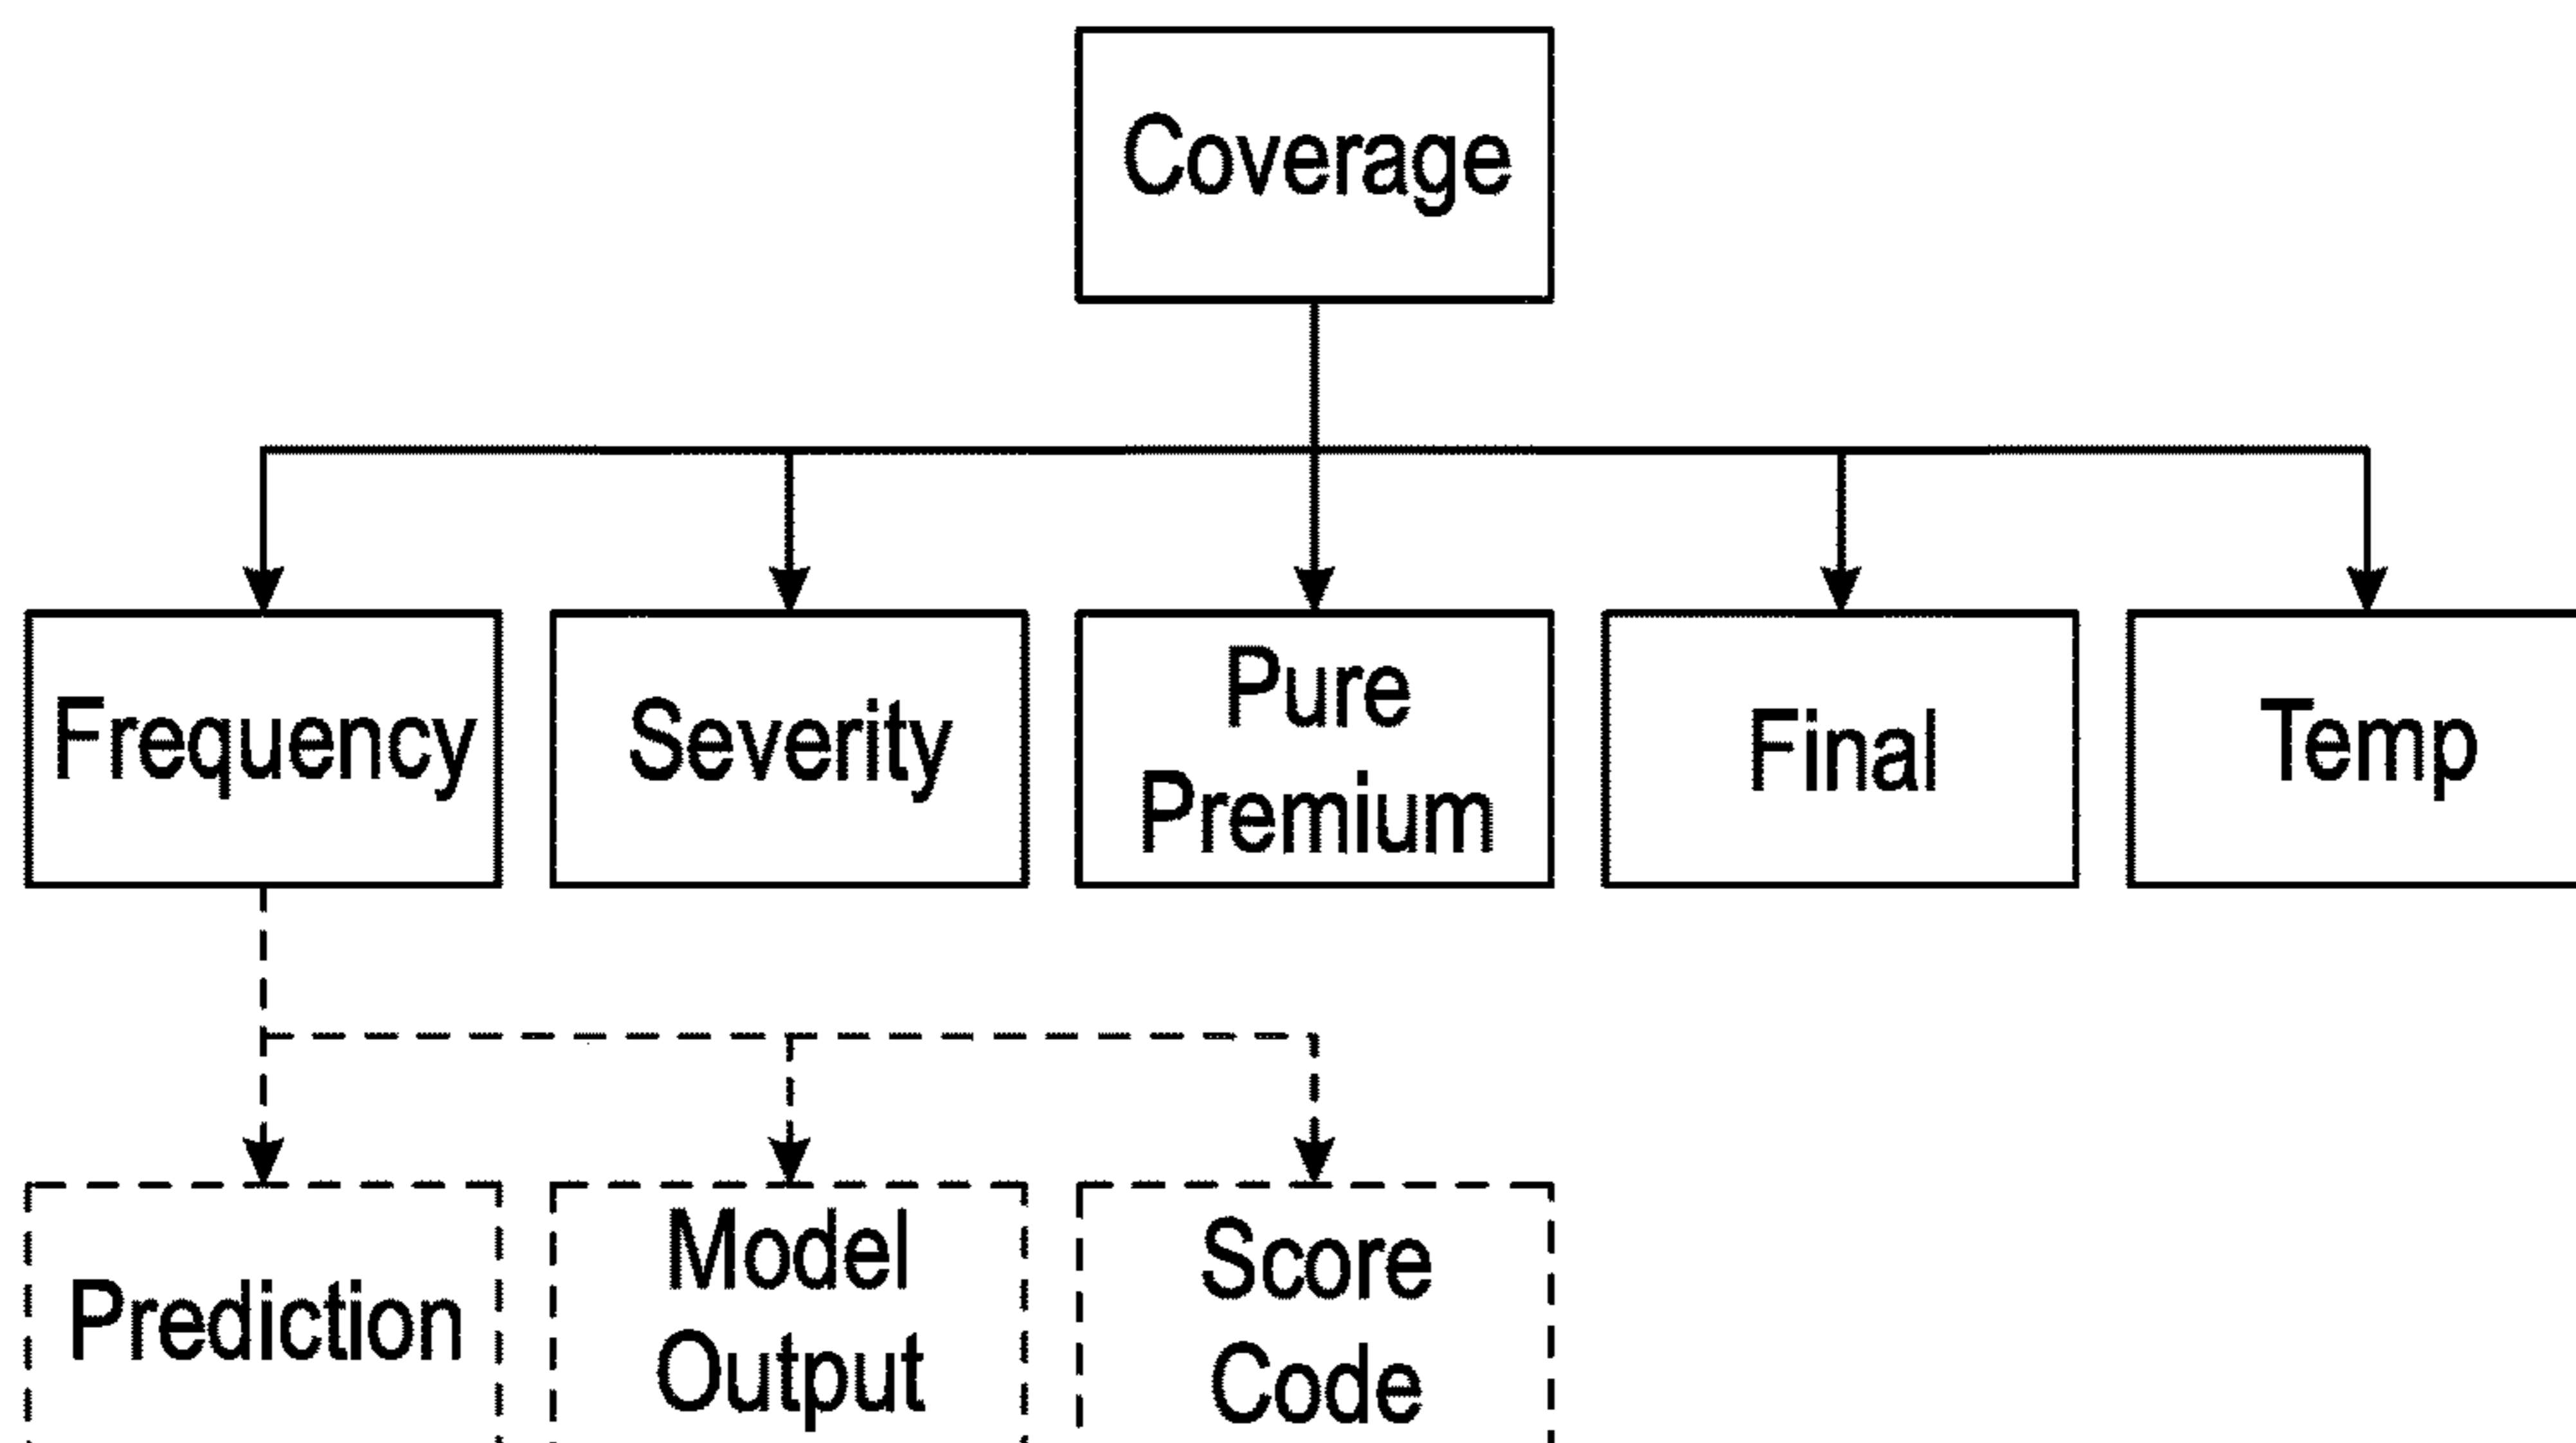 Coverage
Frequency
Severity
Pure
Premium
Final
Temp
Prediction
Model
Output
Score
Code